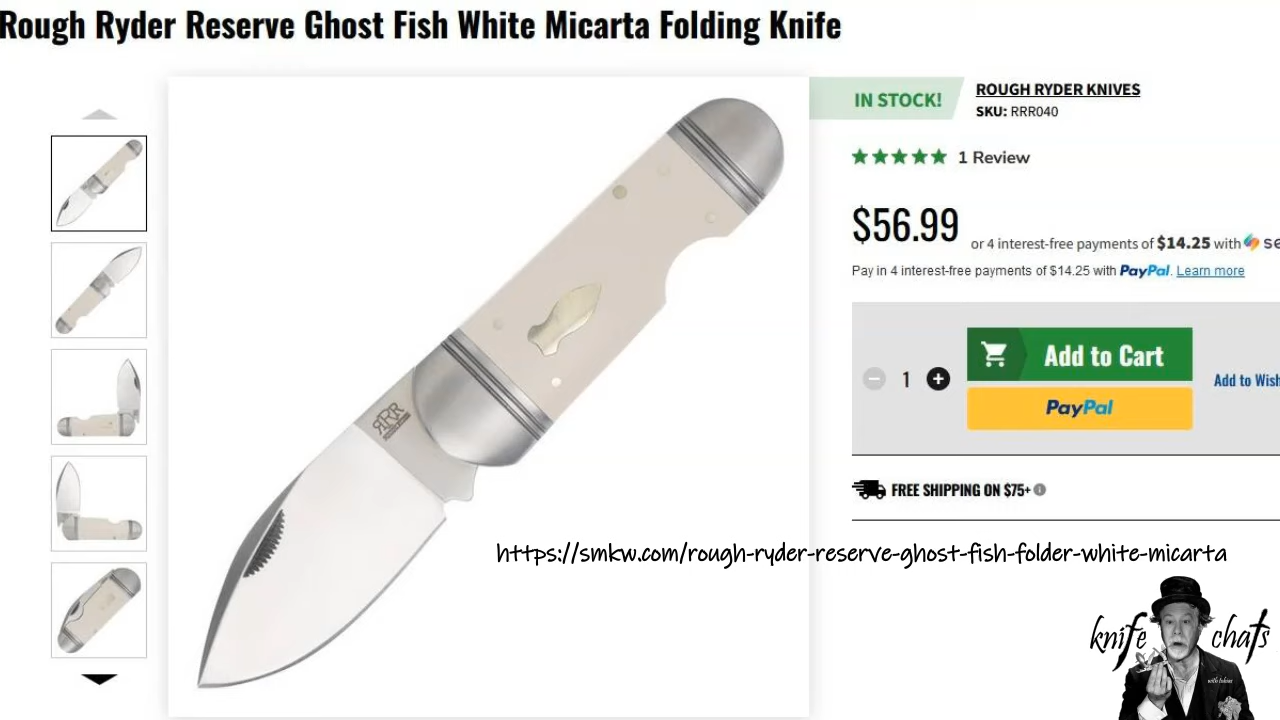 Rough Ryder Reserve Ghost Fish White Micarta Folding Knife
IN STOCK!
ROUGH RYDER KNIVES
SKU: RRR040
1 Review
$56.99
or 4 interest-free payments of $14.25 with se
Pay in 4 interest-free payments of $14.25 with PayPal. Learn more
1
Add to Cart
Add to Wish
PayPal
FREE SHIPPING ON $75+
RRR
https://smkw.com/rough-ryder-reserve-ghost-fish-folder-white-micarta
knife chats